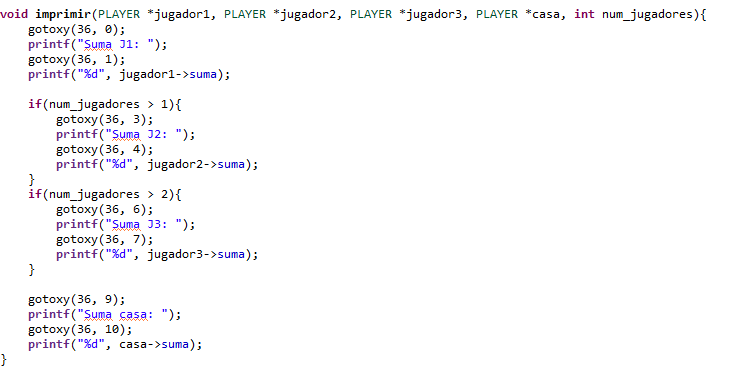 void imprimir(PLAYER *jugador1, PLAYER *jugador2, PLAYER *jugador3, PLAYER *casa, int num_jugadores){
    gotoxy(36, 0);
    printf("Suma J1: ");
    gotoxy(36, 1);
    printf("%d", jugador1->suma);

    if(num_jugadores > 1){
        gotoxy(36, 3);
        printf("Suma J2: ");
        gotoxy(36, 4);
        printf("%d", jugador2->suma);
    }
    if(num_jugadores > 2){
        gotoxy(36, 6);
        printf("Suma J3: ");
        gotoxy(36, 7);
        printf("%d", jugador3->suma);
    }

    gotoxy(36, 9);
    printf("Suma casa: ");
    gotoxy(36, 10);
    printf("%d", casa->suma);
}